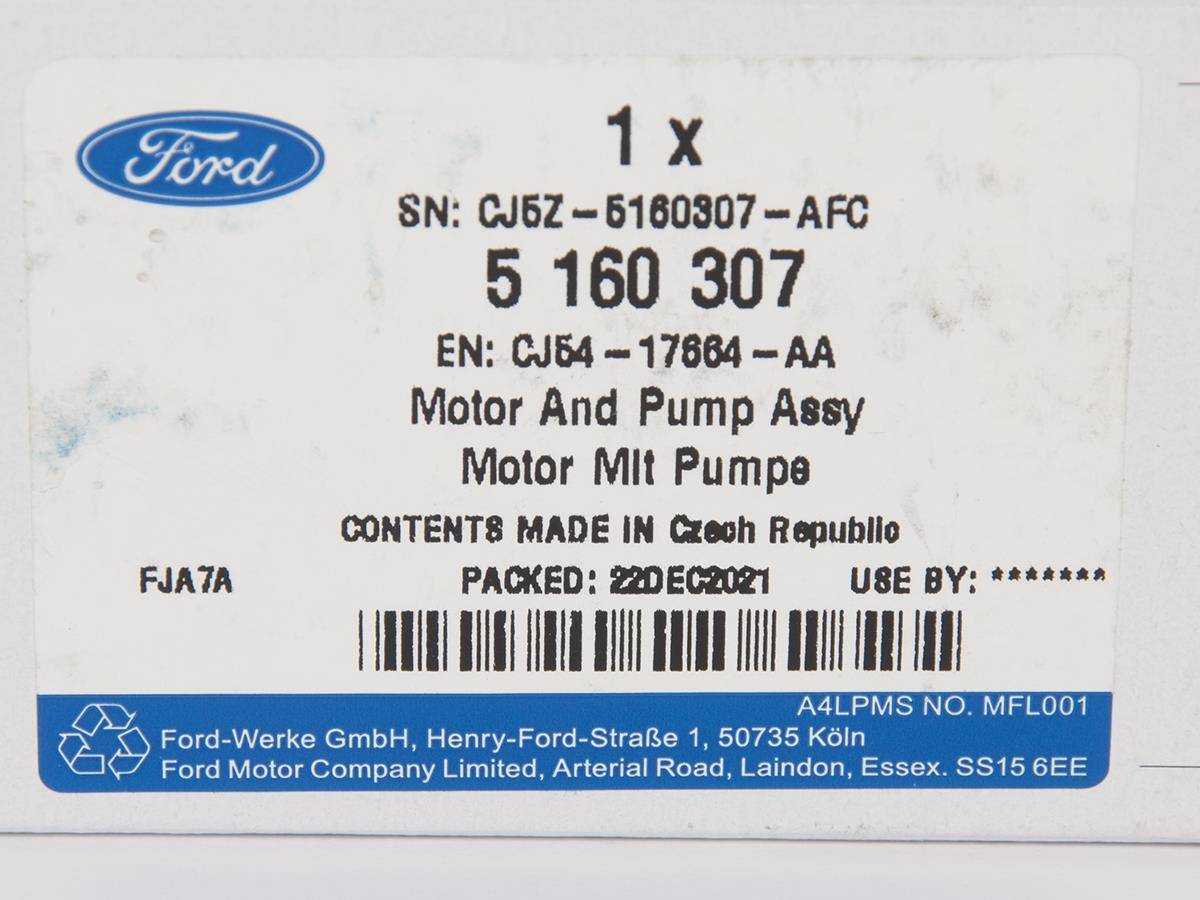 Ford
1 x
SN: CJ5Z-5160307-AFC
5 160 307
EN: CJ54-17664-AA
Motor And Pump Assy
Motor Mit Pumpe
CONTENTS MADE IN Czech Republic
FJA7A PACKED: 22DEC2021 USE BY: *******
A4LPMS NO. MFL001
Ford-Werke GmbH, Henry-Ford-Straße 1, 50735 Köln
Ford Motor Company Limited, Arterial Road, Laindon, Essex. SS15 6EE